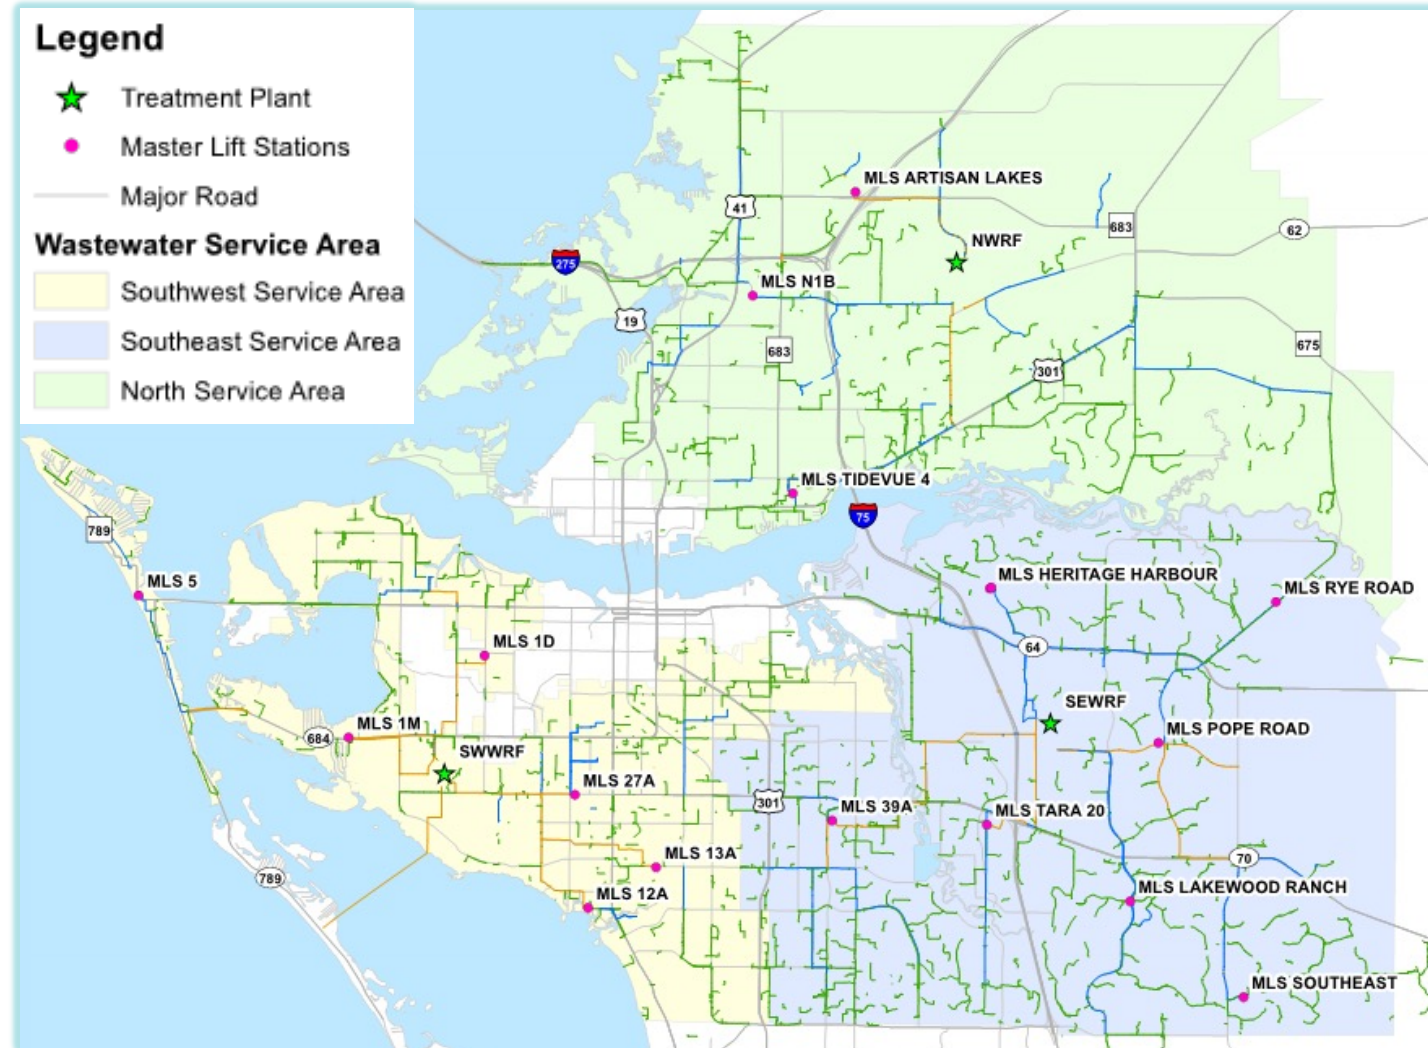 Legend
Treatment Plant
Master Lift Stations
Major Road
Wastewater Service Area
Southwest Service Area
Southeast Service Area
North Service Area
MLS ARTISAN LAKES
41
683
62
NWRF
275
MLS N1B
19
683
675
301
MLS TIDEVUE 4
75
789
MLS 5
MLS HERITAGE HARBOUR
MLS RYE ROAD
MLS 1D
64
SEWRF
MLS 1M
684
MLS POPE ROAD
SWWRF
MLS 27A
301
MLS 39A
MLS TARA 20
MLS 13A
70
789
MLS 12A
MLS LAKEWOOD RANCH
MLS SOUTHEAST